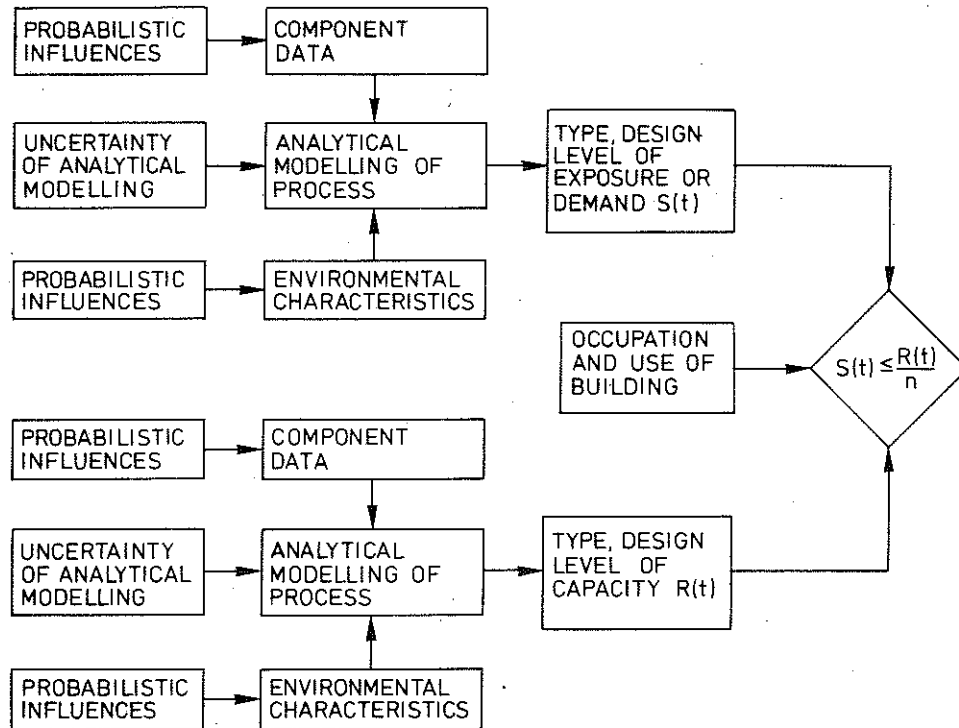 PROBABILISTIC
INFLUENCES
COMPONENT
DATA
UNCERTAINTY
OF ANALYTICAL
MODELLING
ANALYTICAL
MODELLING OF
PROCESS
TYPE, DESIGN
LEVEL OF
EXPOSURE OR
DEMAND S(t)
PROBABILISTIC
INFLUENCES
ENVIRONMENTAL
CHARACTERISTICS
OCCUPATION
AND USE OF
BUILDING
S(t) ≤ R(t)/n
PROBABILISTIC
INFLUENCES
COMPONENT
DATA
UNCERTAINTY
OF ANALYTICAL
MODELLING
ANALYTICAL
MODELLING OF
PROCESS
TYPE, DESIGN
LEVEL OF
CAPACITY R(t)
PROBABILISTIC
INFLUENCES
ENVIRONMENTAL
CHARACTERISTICS